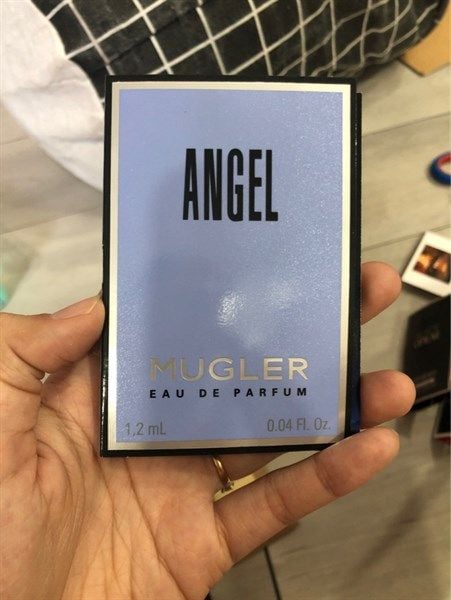 ANGEL
MUGLER
EAU DE PARFUM
1,2 mL 0.04 Fl. Oz.